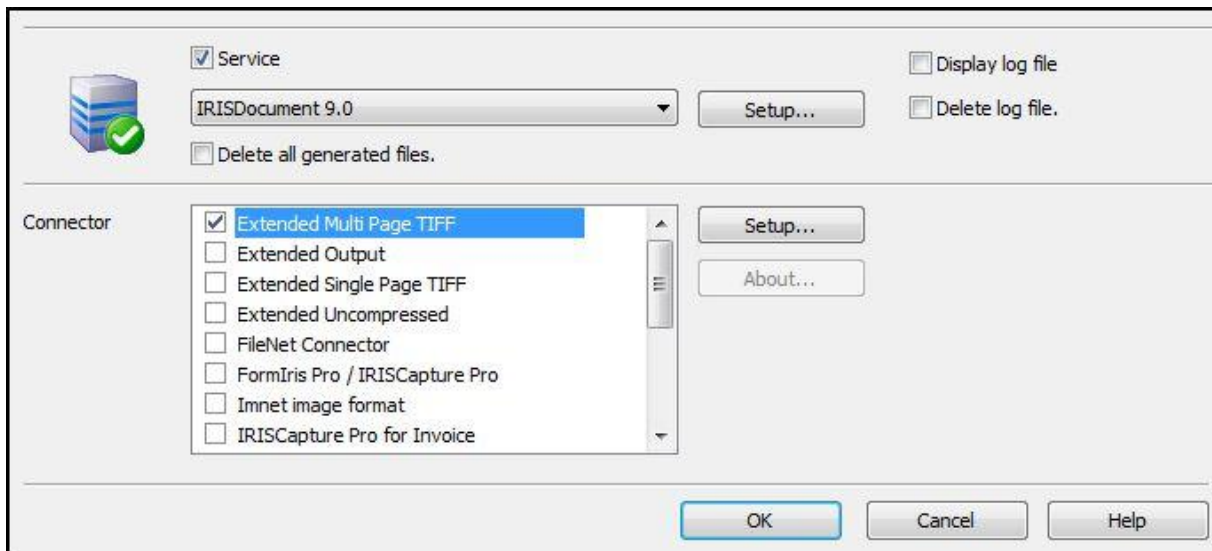 Service
Display log file
IRISDocument 9.0
Setup...
Delete log file.
Delete all generated files.
Connector
Extended Multi Page TIFF
Setup...
Extended Output
Extended Single Page TIFF
About...
Extended Uncompressed
FileNet Connector
FormIris Pro / IRISCapture Pro
Imnet image format
IRISCapture Pro for Invoice
OK
Cancel
Help